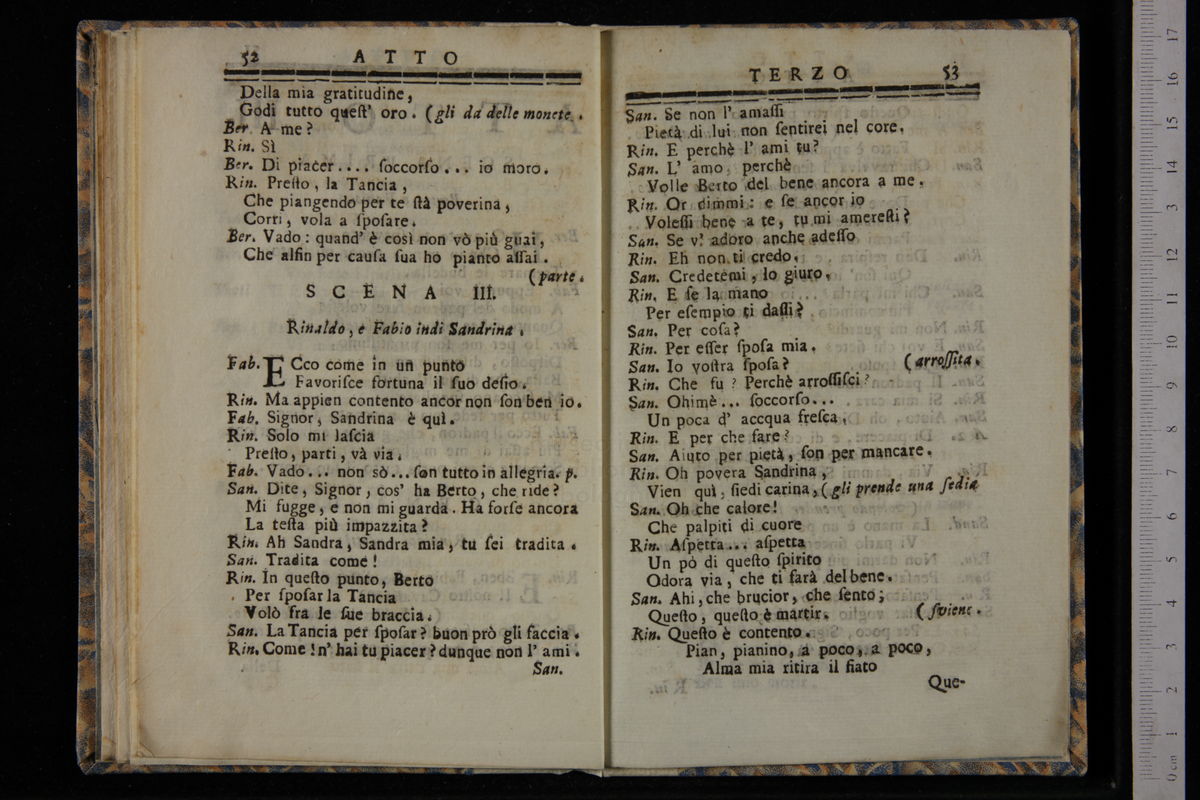 52 ATTO
Della mia gratitudine,
Godi tutto queſt' oro. (gli da delle monete.
Ber. A me?
Rin. Sì
Ber. Di piacer.... ſoccorſo... io moro.
Rin. Preſto, la Tancia,
Che piangendo per te ſtà poverina,
Corri, vola a ſpoſare.
Ber. Vado: quand' è così non vò più guai,
Che alfin per cauſa ſua ho pianto aſſai.
(parte.
SCENA III.
Rinaldo, e Fabio indi Sandrina.
Fab. ECco come in un punto
Favoriſce fortuna il ſuo deſio.
Rin. Ma appien contento ancor non ſon ben io.
Fab. Signor, Sandrina è quì.
Rin. Solo mi laſcia
Preſto, parti, và via.
Fab. Vado... non sò... ſon tutto in allegria. p.
San. Dite, Signor, cos' ha Berto, che ride?
Mi fugge, e non mi guarda. Ha forſe ancora
La teſta più impazzita?
Rin. Ah Sandra, Sandra mia, tu ſei tradita.
San. Tradita come!
Rin. In queſto punto, Berto
Per ſpoſar la Tancia
Volò fra le ſue braccia.
San. La Tancia per ſpoſar? buon prò gli faccia.
Rin. Come! n' hai tu piacer? dunque non l' ami.
San.
TERZO 53
San. Se non l' amaſſi
Pietà di lui non ſentirei nel core.
Rin. E perchè l' ami tu?
San. L' amo perchè
Volle Berto del bene ancora a me.
Rin. Or dimmi: e ſe ancor io
Voleſſi bene a te, tu mi amereſti?
San. Se v' adoro anche adeſſo
Rin. Eh non ti credo.
San. Credetemi, lo giuro.
Rin. E ſe la mano
Per eſempio ti daſſi?
San. Per coſa?
Rin. Per eſſer ſpoſa mia.
San. Io voſtra ſpoſa? (arroſſita.
Rin. Che fu? Perchè arroſſiſci?
San. Ohimè... ſoccorſo...
Un poca d' accqua freſca.
Rin. E per che fare?
San. Aiuto per pietà, ſon per mancare.
Rin. Oh povera Sandrina,
Vien quì, ſiedi carina, (gli prende una ſedia
San. Oh che calore!
Che palpiti di cuore
Rin. Aſpetta... aſpetta
Un pò di queſto ſpirito
Odora via, che ti farà del bene.
San. Ahi, che brucior, che ſento;
Queſto, queſto è martir. (ſviene.
Rin. Queſto è contento.
Pian, pianino, a poco, a poco,
Alma mia ritira il fiato
Que-